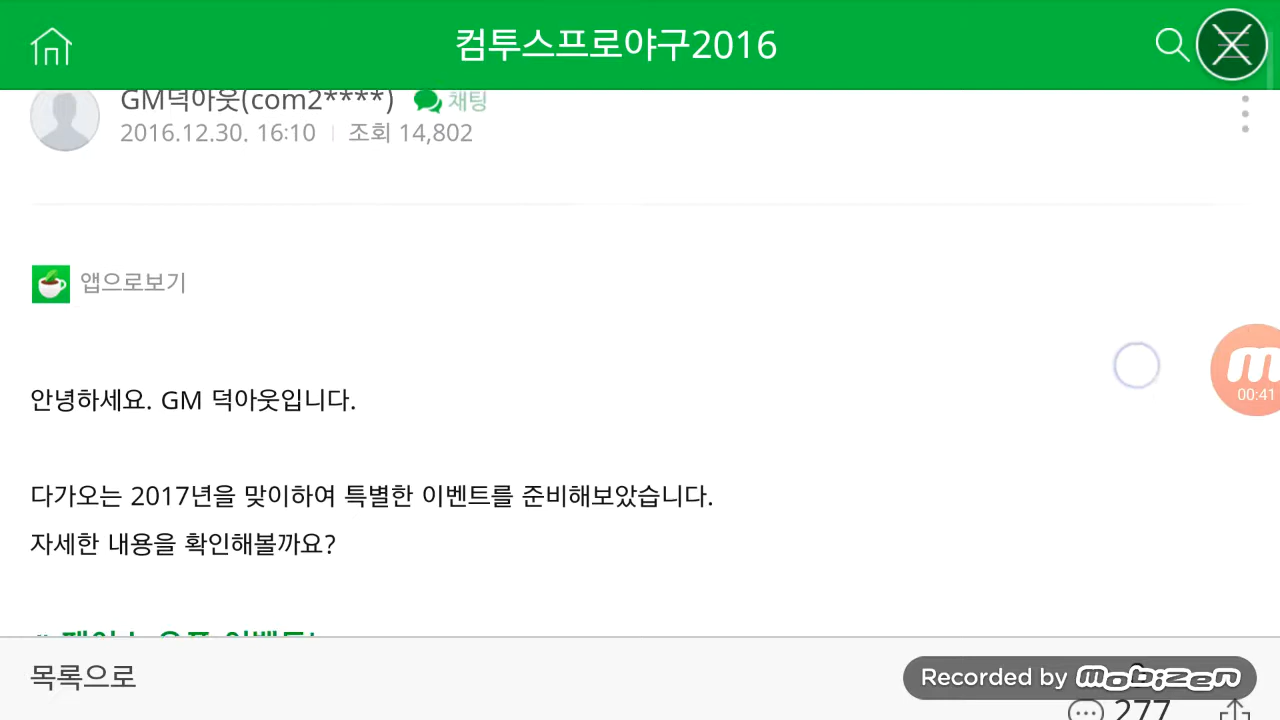 컴투스프로야구2016
GM덕아웃(com2****) 채팅
2016.12.30. 16:10 조회 14,802
앱으로보기
안녕하세요. GM 덕아웃입니다.
00:41
다가오는 2017년을 맞이하여 특별한 이벤트를 준비해보았습니다.
자세한 내용을 확인해볼까요?
목록으로
Recorded by mobizen
277